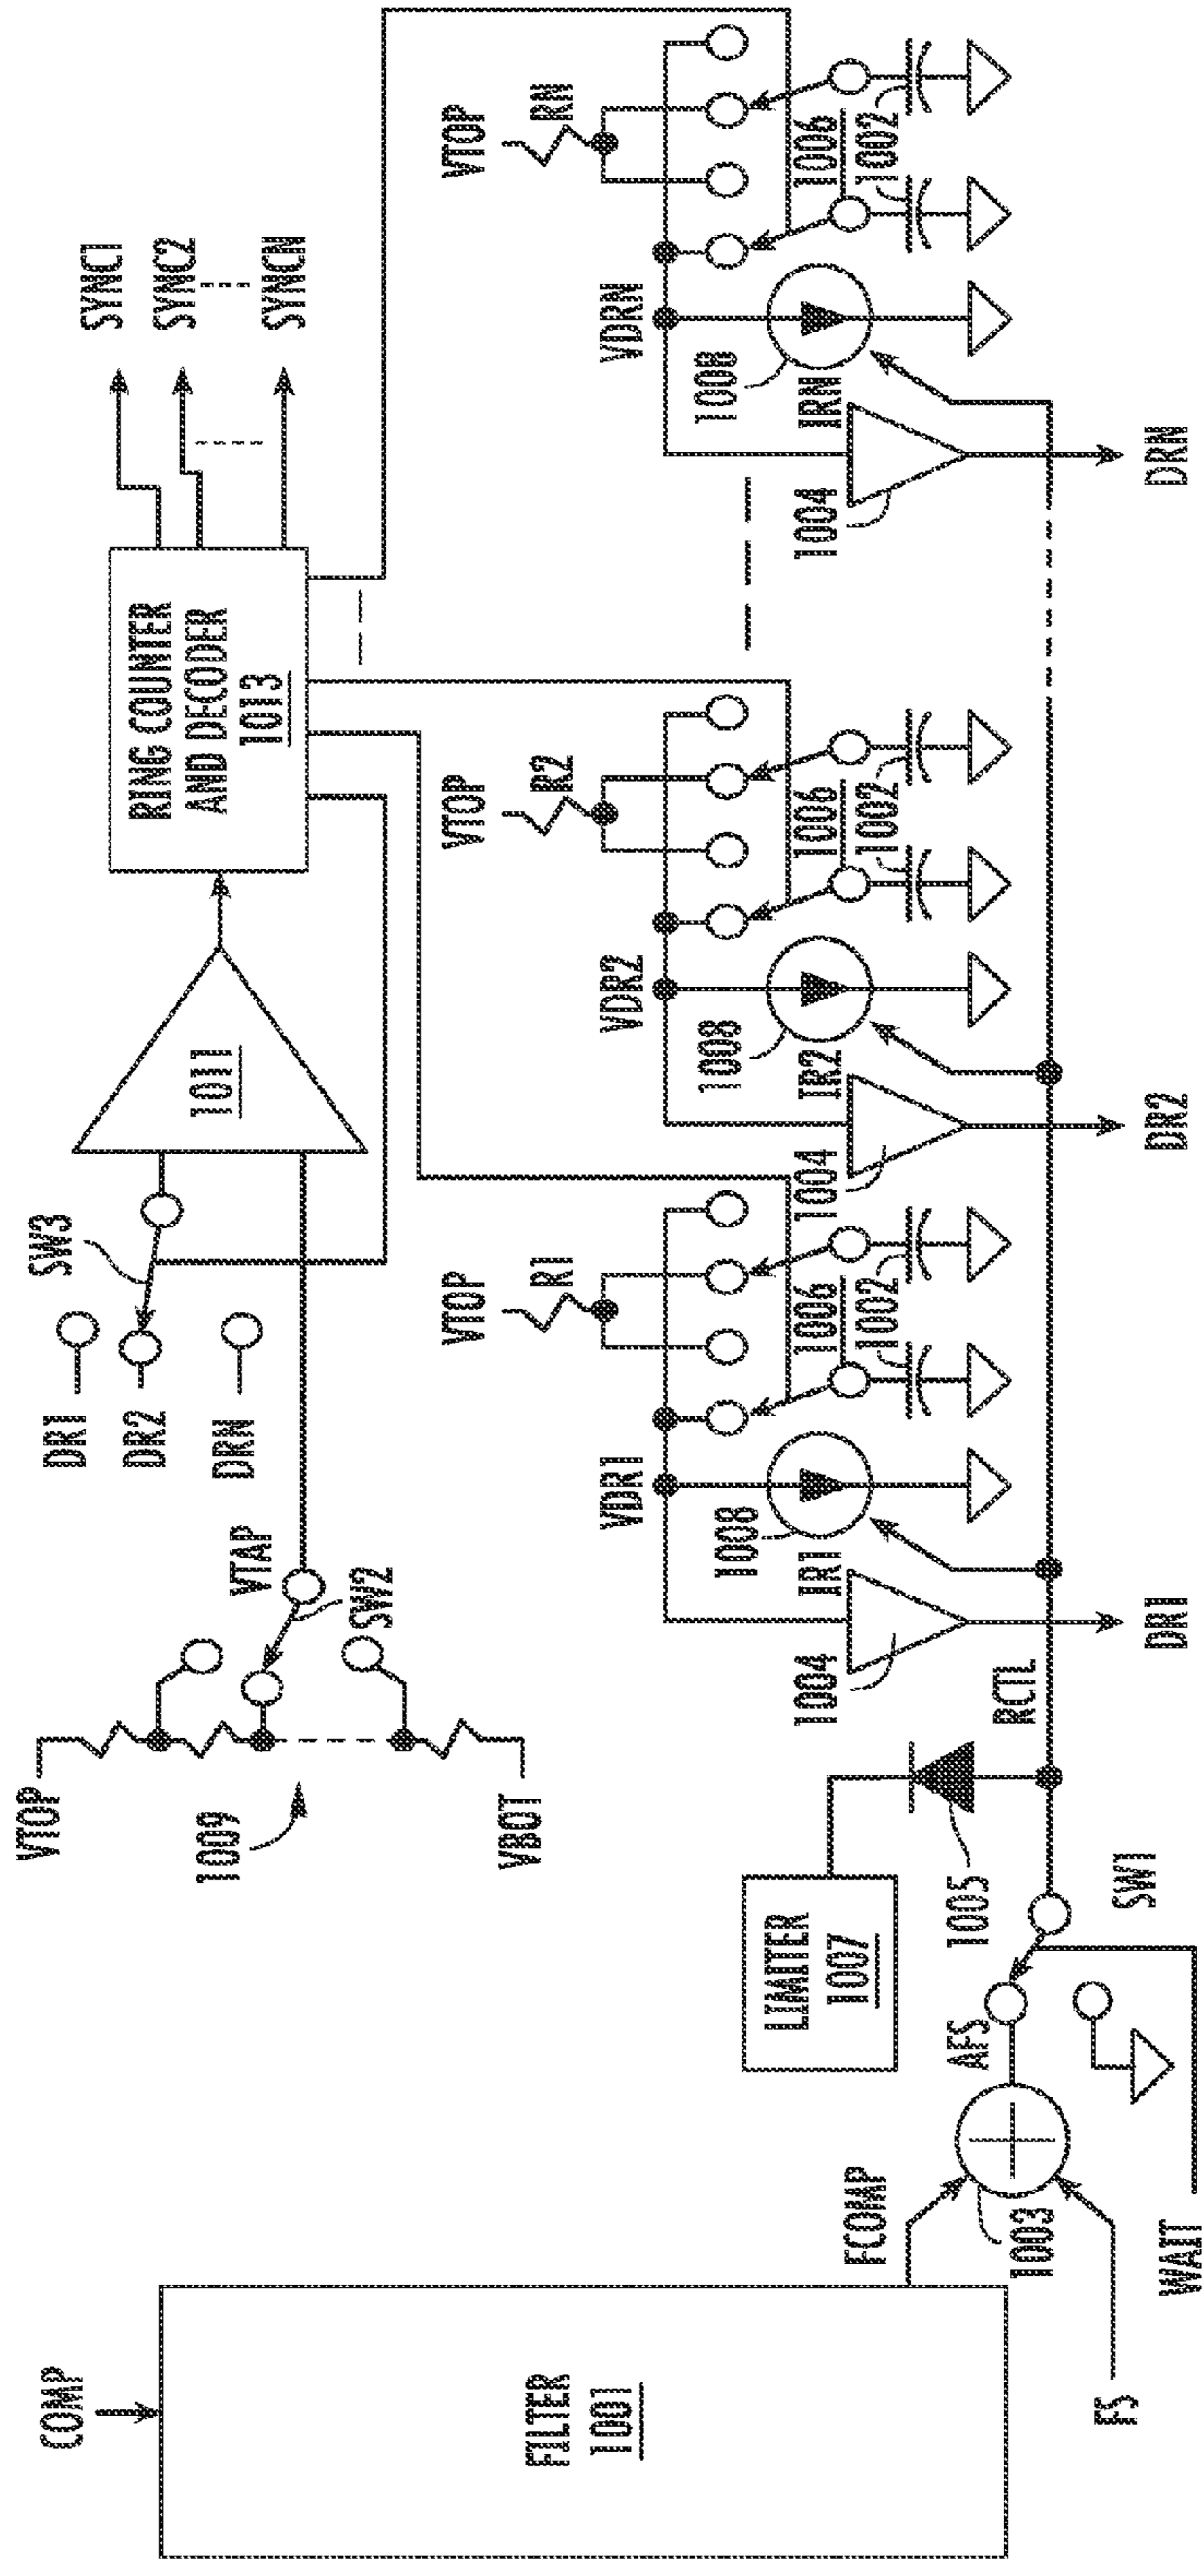 COMP
FILTER
1001
FCOMP
FS
1003
WAIT
AFS
SW1
LIMITER
1007
1005
RCTL
VTOP
1009
VBOT
VTAP
SW2
DR1
DR2
DRN
SW3
1011
RING COUNTER
AND DECODER
1013
SYNC1
SYNC2
SYNCN
VTOP
R1
VDR1
1008
IR1
1004
1006
1002
DR1
VTOP
R2
VDR2
1008
IR2
1004
1006
1002
DR2
VTOP
RN
VDRN
1008
IRN
1004
1006
1002
DRN